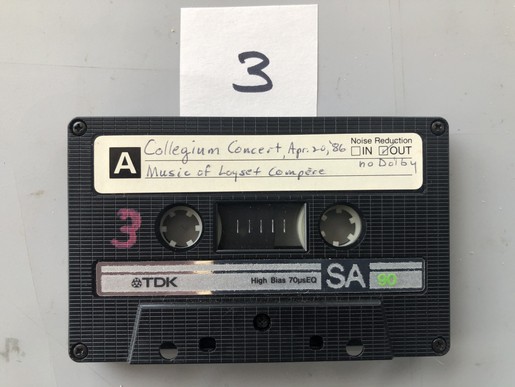 3
A
Collegium Concert, Apr. 20, '86
Music of Loyset Compère
Noise Reduction
IN OUT
no Dolby
3
TDK
High Bias 70µsEQ
SA
90